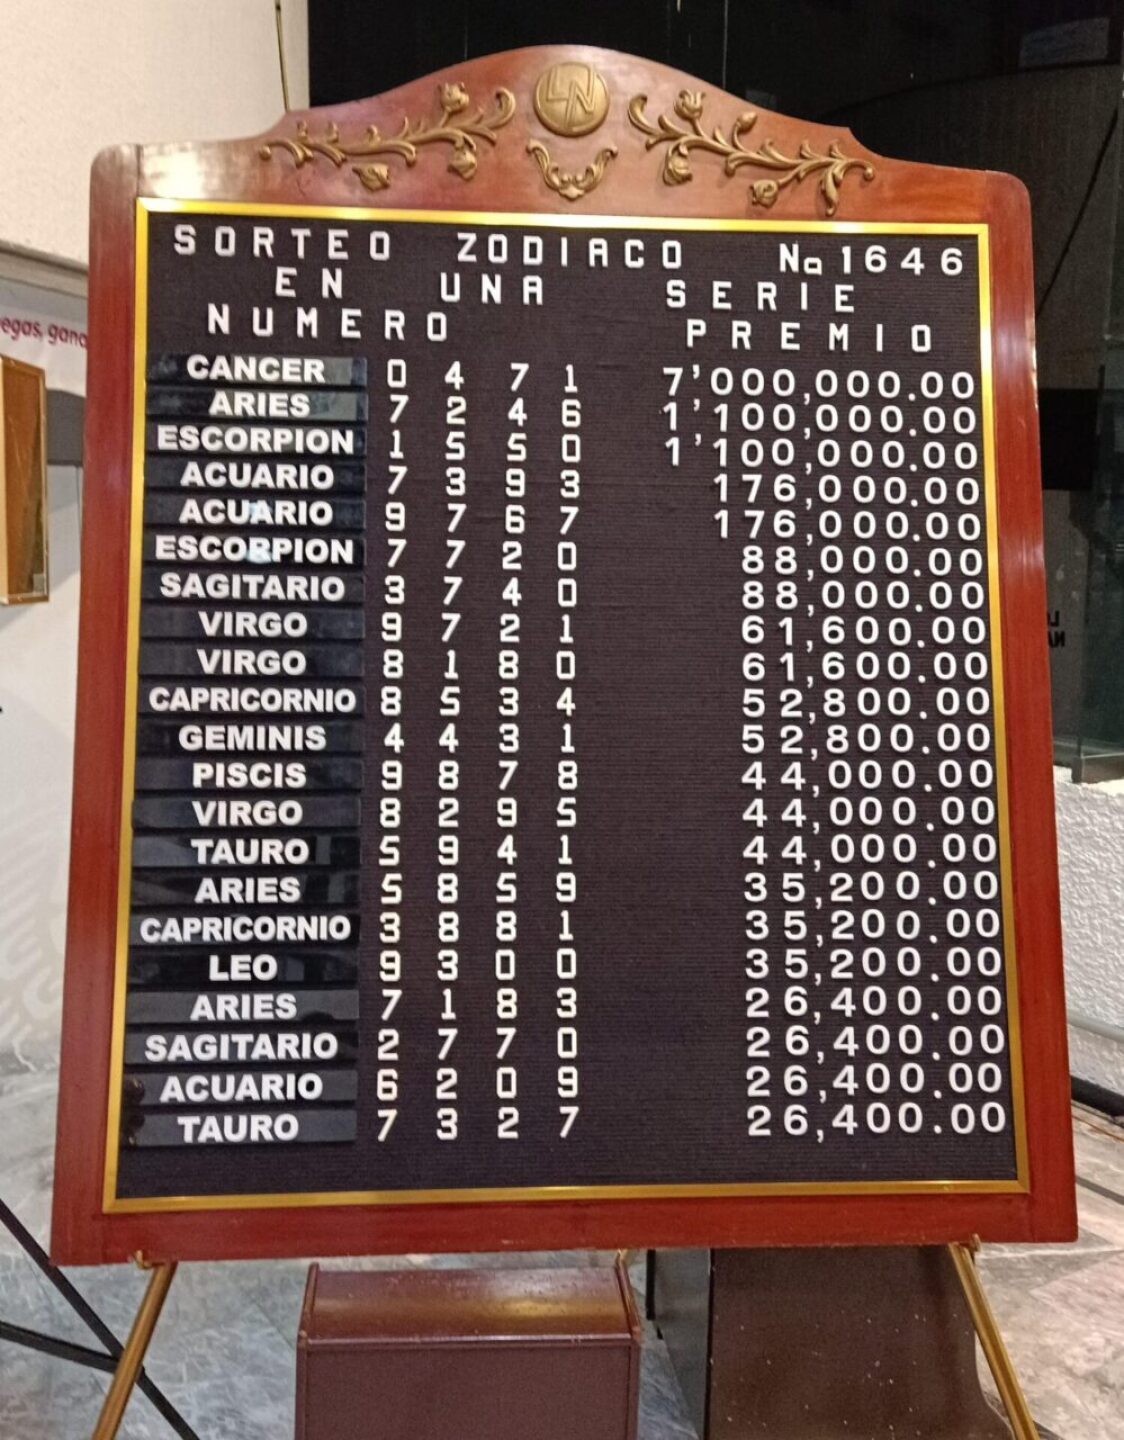 egas, gana
LN
SORTEO ZODIACO No 1646
EN UNA SERIE
NUMERO PREMIO
CANCER 0 4 7 1 7'000,000.00
ARIES 7 2 4 6 1'100,000.00
ESCORPION 1 5 5 0 1'100,000.00
ACUARIO 7 3 9 3 176,000.00
ACUARIO 9 7 6 7 176,000.00
ESCORPION 7 7 2 0 88,000.00
SAGITARIO 3 7 4 0 88,000.00
VIRGO 9 7 2 1 61,600.00
VIRGO 8 1 8 0 61,600.00
CAPRICORNIO 8 5 3 4 52,800.00
GEMINIS 4 4 3 1 52,800.00
PISCIS 9 8 7 8 44,000.00
VIRGO 8 2 9 5 44,000.00
TAURO 5 9 4 1 44,000.00
ARIES 5 8 5 9 35,200.00
CAPRICORNIO 3 8 8 1 35,200.00
LEO 9 3 0 0 35,200.00
ARIES 7 1 8 3 26,400.00
SAGITARIO 2 7 7 0 26,400.00
ACUARIO 6 2 0 9 26,400.00
TAURO 7 3 2 7 26,400.00